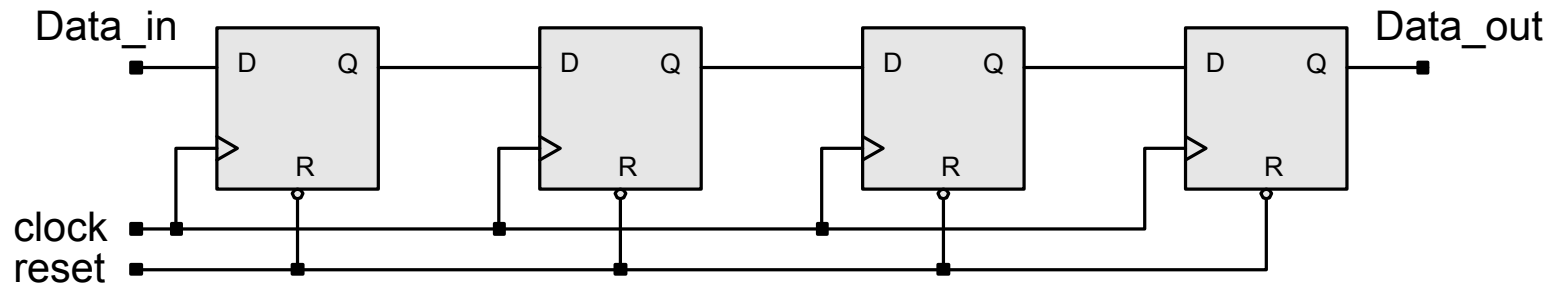 Data_in
Data_out
D Q
D Q
D Q
D Q
R
R
R
R
clock
reset